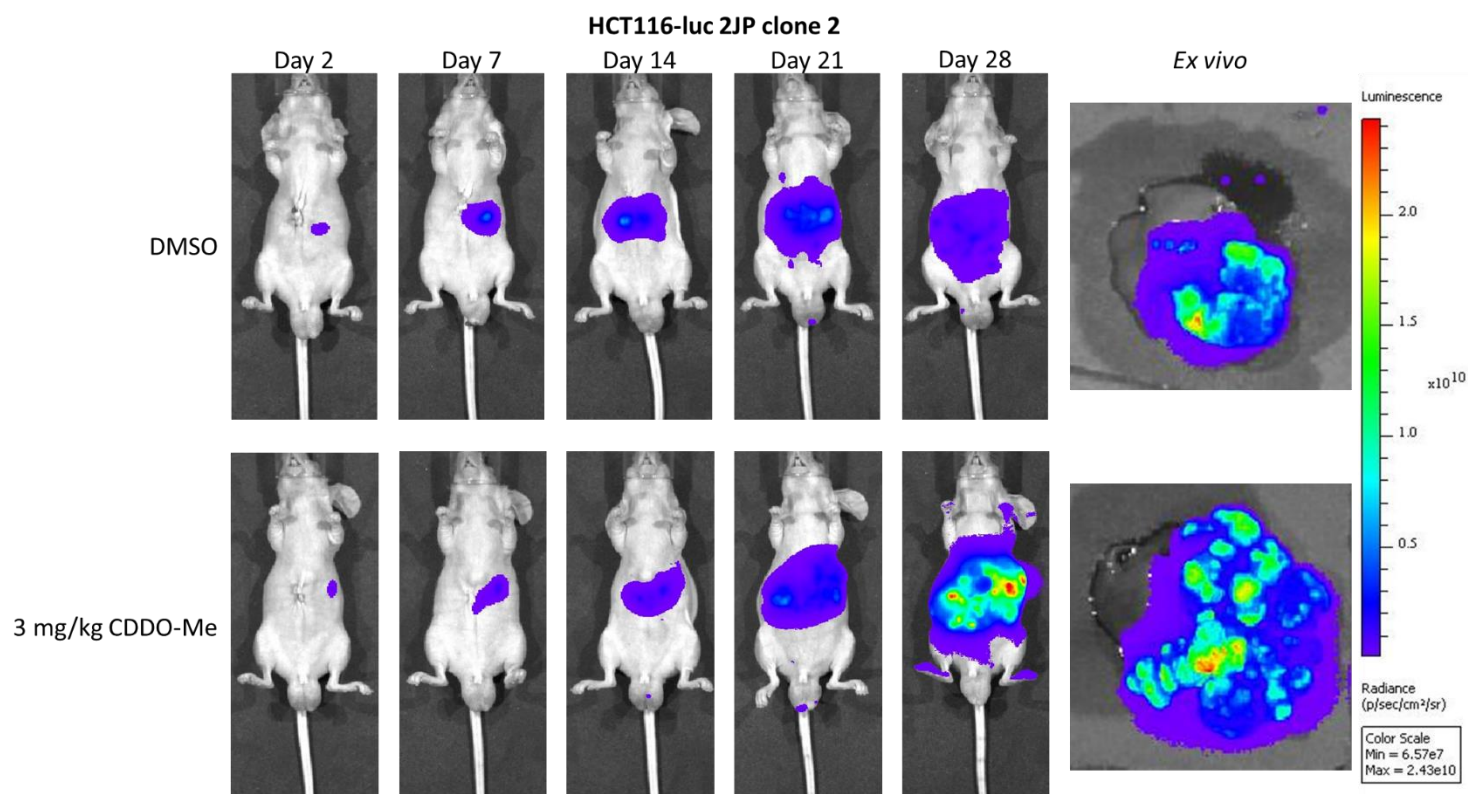 HCT116-luc 2JP clone 2
Day 2 Day 7 Day 14 Day 21 Day 28 Ex vivo
Luminescence
DMSO
2.0
1.5
x10¹⁰
1.0
0.5
3 mg/kg CDDO-Me
Radiance
(p/sec/cm²/sr)
Color Scale
Min = 6.57e7
Max = 2.43e10